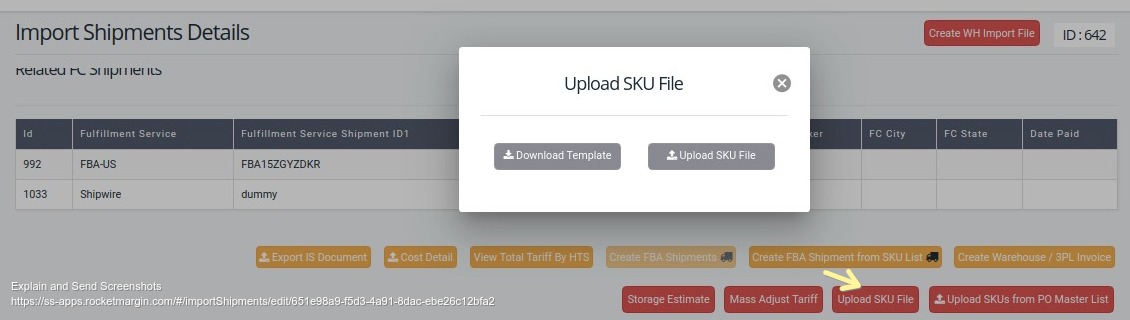 Import Shipments Details
Create WH Import File
ID : 642
Related FC Shipments
Upload SKU File
Download Template
Upload SKU File
Id Fulfillment Service Fulfillment Service Shipment ID1 FC City FC State Date Paid
992 FBA-US FBA15ZGYZDKR
1033 Shipwire dummy
Export IS Document Cost Detail View Total Tariff By HTS Create FBA Shipments Create FBA Shipment from SKU List Create Warehouse / 3PL Invoice
Explain and Send Screenshots
https://ss-apps.rocketmargin.com/#/importShipments/edit/651e98a9-f5d3-4a91-8dac-ebe26c12bfa2
Storage Estimate Mass Adjust Tariff Upload SKU File Upload SKUs from PO Master List